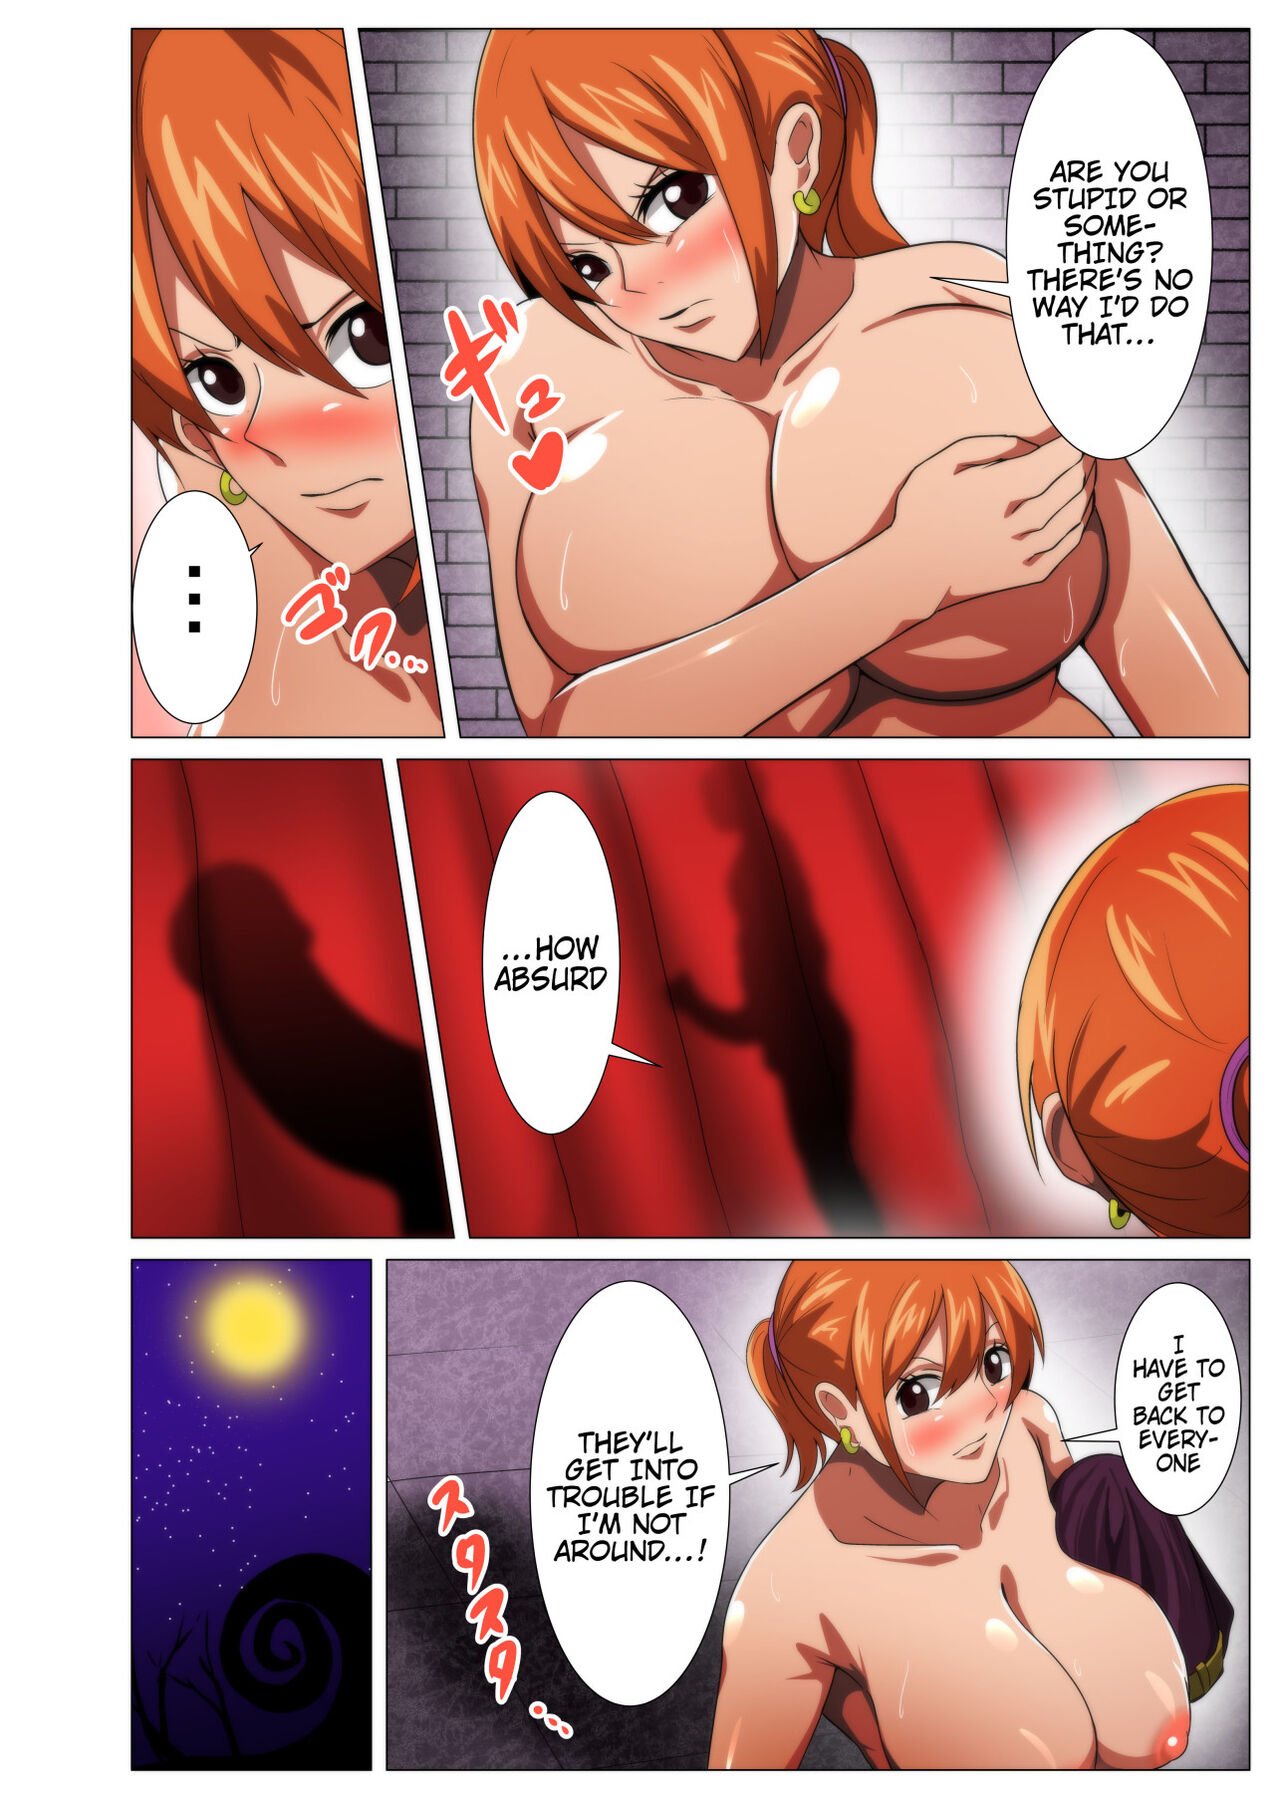 ARE YOU
STUPID OR
SOME-
THING?
THERE'S NO
WAY I'D DO
THAT...
ギュ
...
ゴク...
...HOW
ABSURD
I
HAVE TO
GET
BACK TO
EVERY-
ONE
THEY'LL
GET INTO
TROUBLE IF
I'M NOT
AROUND...!
スタスタ...